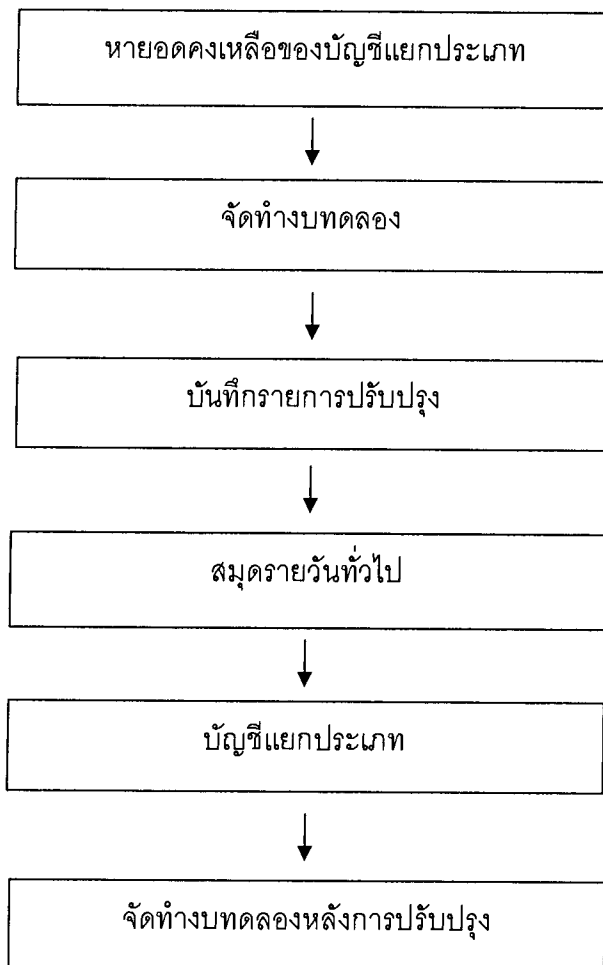 หายอดคงเหลือของบัญชีแยกประเภท
จัดทำงบทดลอง
บันทึกรายการปรับปรุง
สมุดรายวันทั่วไป
บัญชีแยกประเภท
จัดทำงบทดลองหลังการปรับปรุง